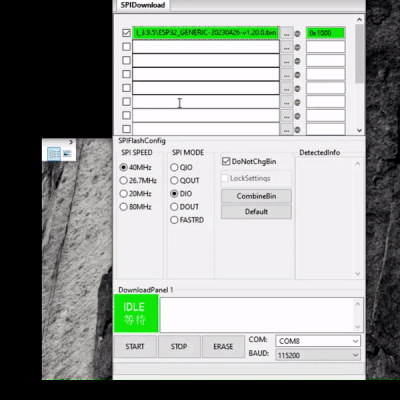 SPIDownload
\_3.9.5\ESP32_GENERIC-20230426-v1.20.0.bin ... @ 0x1000
... @
... @
... @
... @
... @
... @
SPIFlashConfig
SPI SPEED SPI MODE DetectedInfo
40MHz QIO DoNotChgBin
26.7MHz QOUT LockSettings
20MHz DIO CombineBin
80MHz DOUT Default
FASTRD
DownloadPanel 1
IDLE
等待
START STOP ERASE
COM: COM8
BAUD: 115200